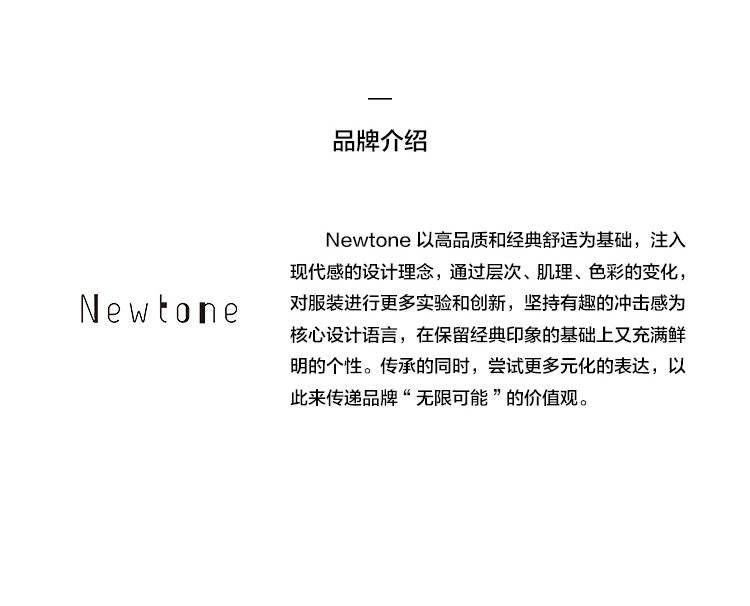 品牌介绍
Newtone 以高品质和经典舒适为基础，注入
现代感的设计理念，通过层次、肌理、色彩的变化，
对服装进行更多实验和创新，坚持有趣的冲击感为
核心设计语言，在保留经典印象的基础上又充满鲜
明的个性。传承的同时，尝试更多元化的表达，以
此来传递品牌“无限可能”的价值观。
Newtone